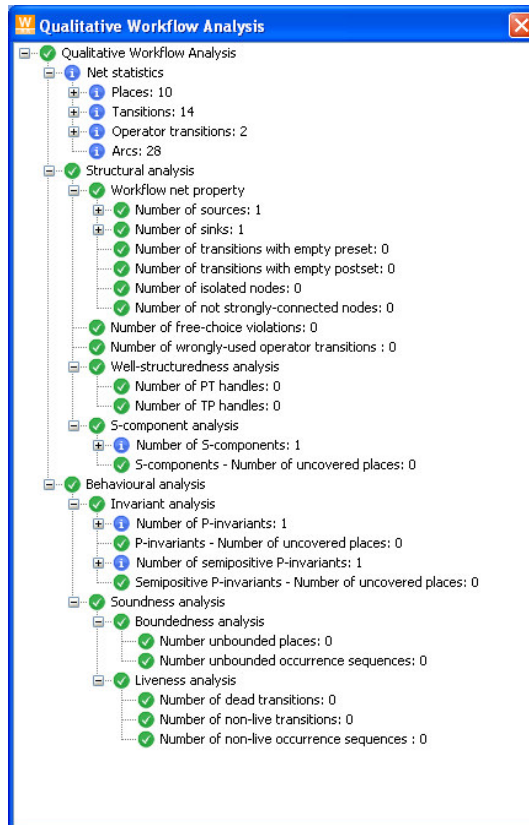 Qualitative Workflow Analysis
Qualitative Workflow Analysis
Net statistics
Places: 10
Tansitions: 14
Operator transitions: 2
Arcs: 28
Structural analysis
Workflow net property
Number of sources: 1
Number of sinks: 1
Number of transitions with empty preset: 0
Number of transitions with empty postset: 0
Number of isolated nodes: 0
Number of not strongly-connected nodes: 0
Number of free-choice violations: 0
Number of wrongly-used operator transitions : 0
Well-structuredness analysis
Number of PT handles: 0
Number of TP handles: 0
S-component analysis
Number of S-components: 1
S-components - Number of uncovered places: 0
Behavioural analysis
Invariant analysis
Number of P-invariants: 1
P-invariants - Number of uncovered places: 0
Number of semipositive P-invariants: 1
Semipositive P-invariants - Number of uncovered places: 0
Soundness analysis
Boundedness analysis
Number unbounded places: 0
Number unbounded occurrence sequences: 0
Liveness analysis
Number of dead transitions: 0
Number of non-live transitions: 0
Number of non-live occurrence sequences : 0